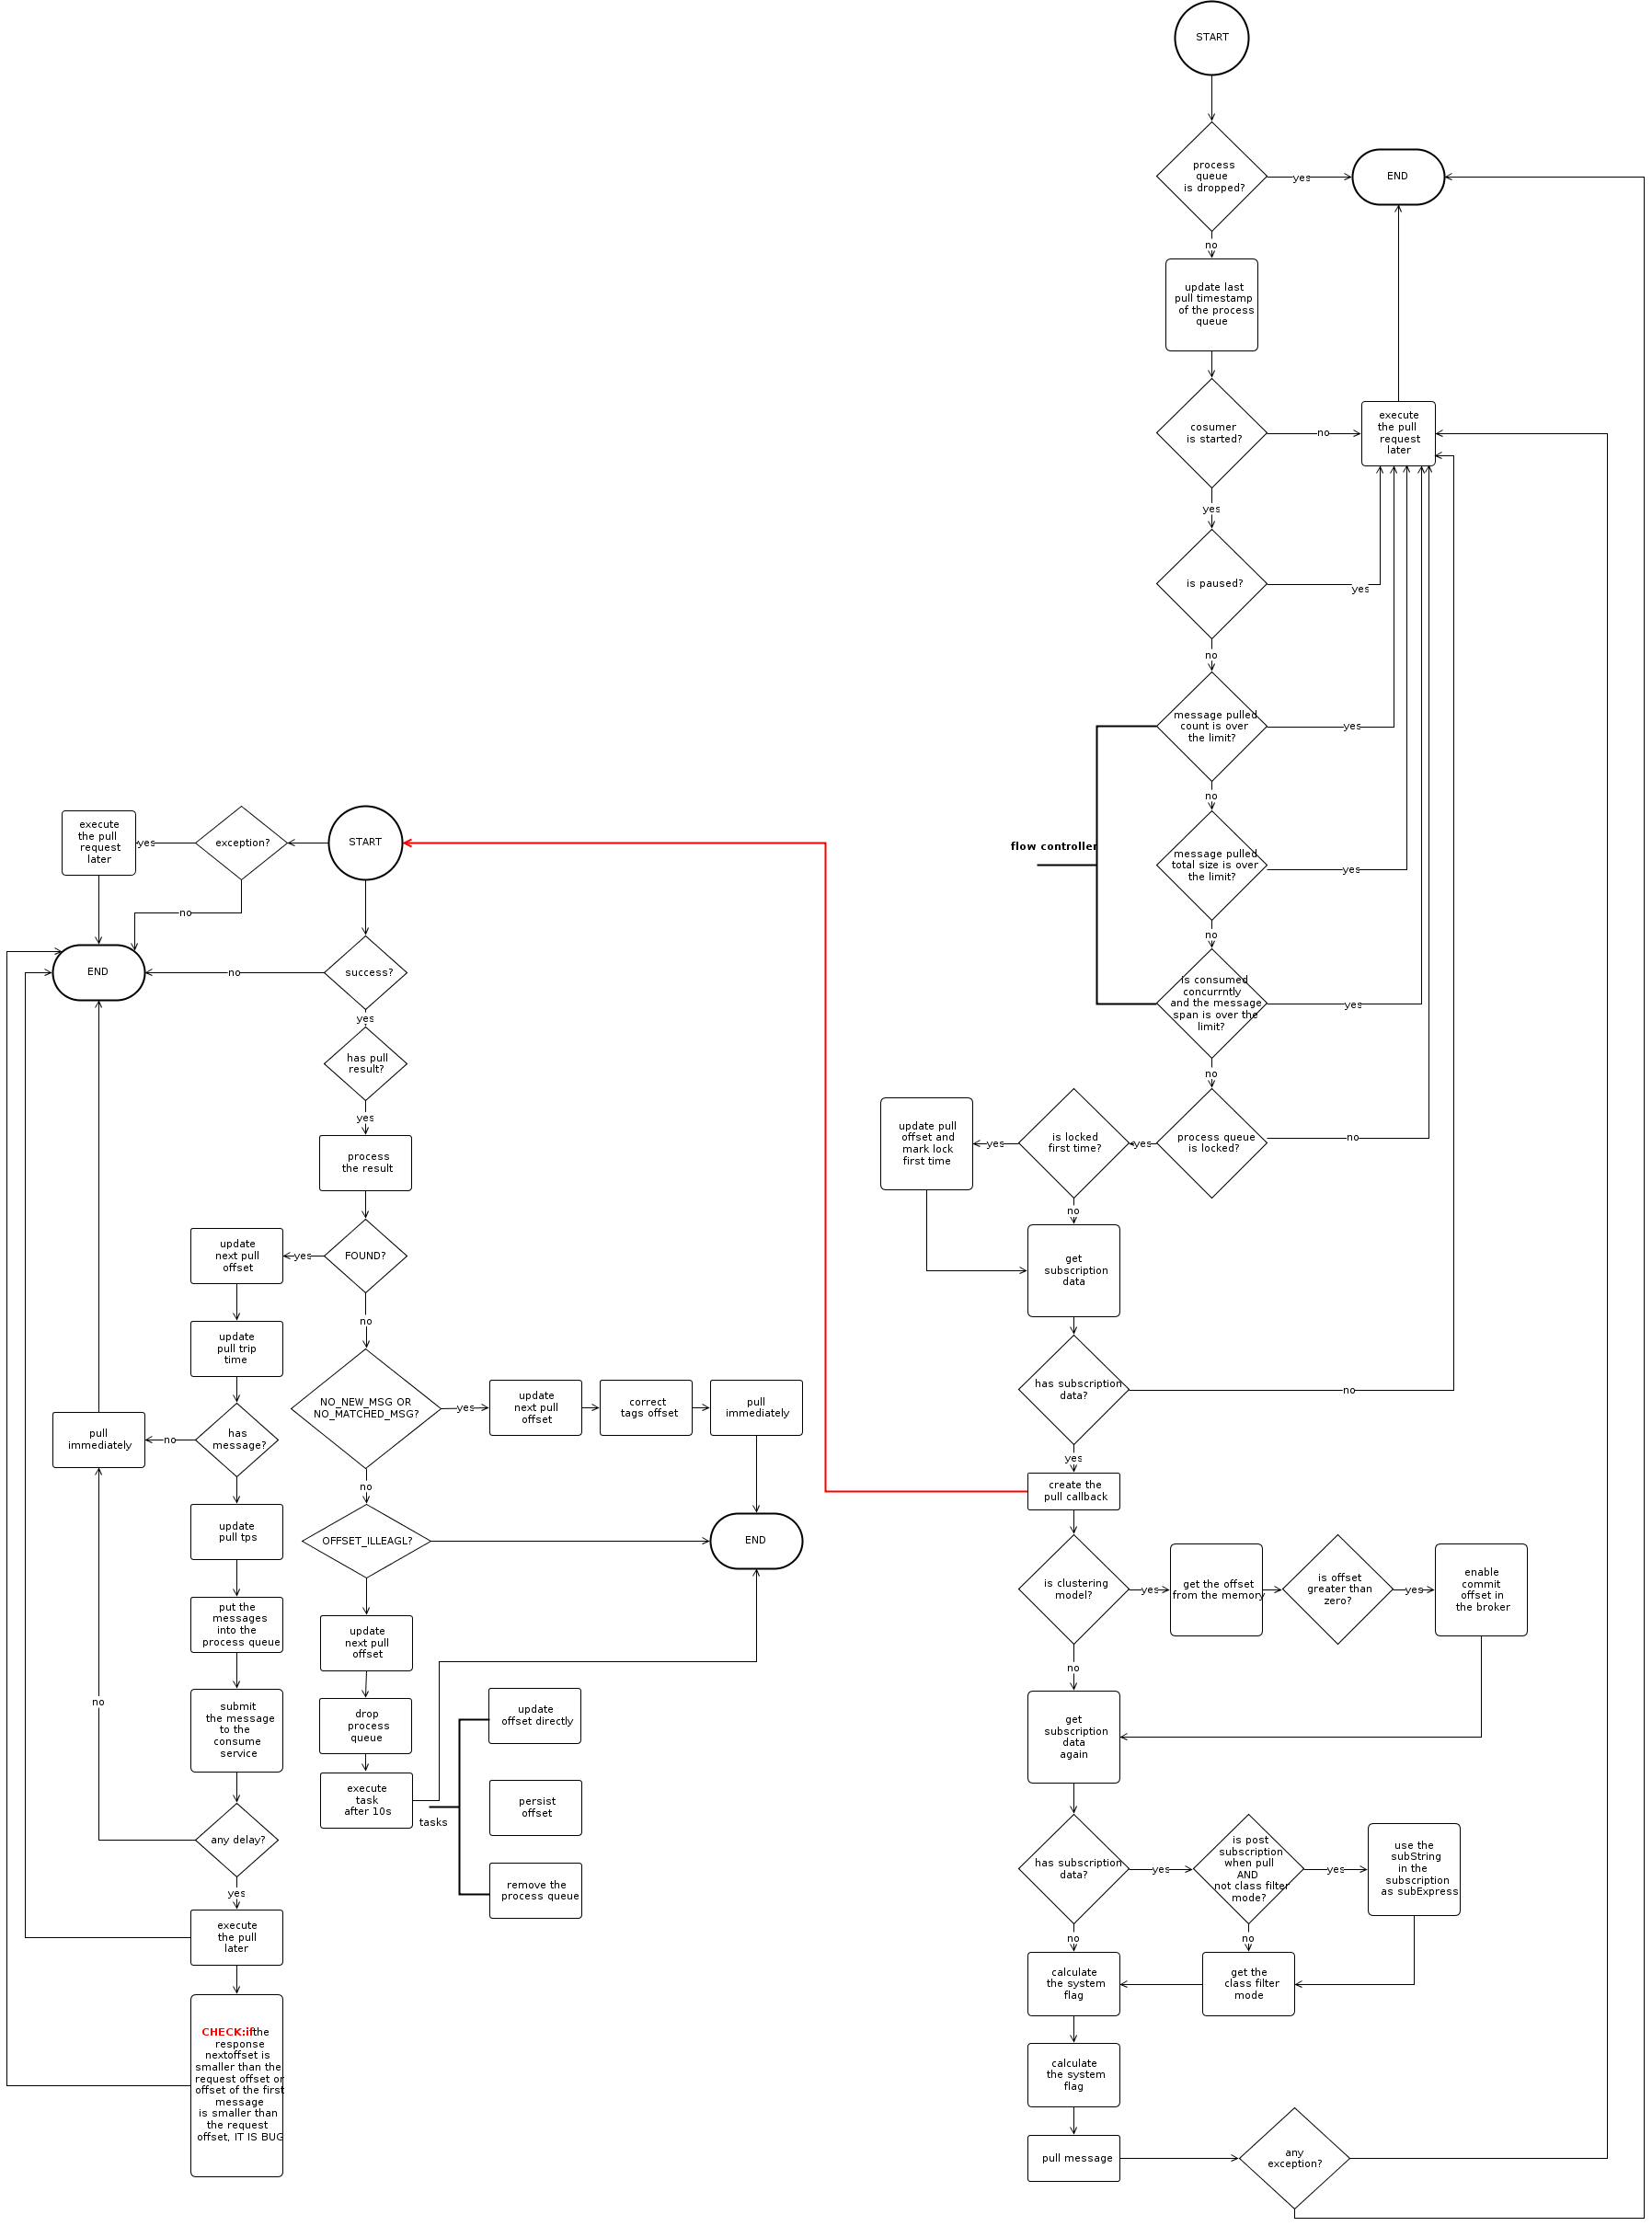 START
process
queue
is dropped?
yes
END
no
update last
pull timestamp
of the process
queue
cosumer
is started?
no
execute
the pull
request
later
yes
is paused?
yes
no
message pulled
count is over
the limit?
yes
no
flow controller
message pulled
total size is over
the limit?
yes
no
is consumed
concurrntly
and the message
span is over the
limit?
yes
no
process queue
is locked?
no
yes
is locked
first time?
yes
update pull
offset and
mark lock
first time
no
get
subscription
data
has subscription
data?
no
yes
create the
pull callback
is clustering
model?
yes
get the offset
from the memory
is offset
greater than
zero?
yes
enable
commit
offset in
the broker
no
get
subscription
data
again
has subscription
data?
yes
is post
subscription
when pull
AND
not class filter
mode?
yes
use the
subString
in the
subscription
as subExpress
no
no
calculate
the system
flag
get the
class filter
mode
calculate
the system
flag
pull message
any
exception?
START
exception?
yes
execute
the pull
request
later
no
END
success?
no
yes
has pull
result?
yes
process
the result
FOUND?
yes
update
next pull
offset
no
update
pull trip
time
has
message?
no
pull
immediately
NO_NEW_MSG OR
NO_MATCHED_MSG?
yes
update
next pull
offset
correct
tags offset
pull
immediately
no
OFFSET_ILLEAGL?
END
update
pull tps
put the
messages
into the
process queue
submit
the message
to the
consume
service
no
any delay?
yes
execute
the pull
later
CHECK:if the
response
nextoffset is
smaller than the
request offset or
offset of the first
message
is smaller than
the request
offset, IT IS BUG
update
next pull
offset
drop
process
queue
execute
task
after 10s
tasks
update
offset directly
persist
offset
remove the
process queue